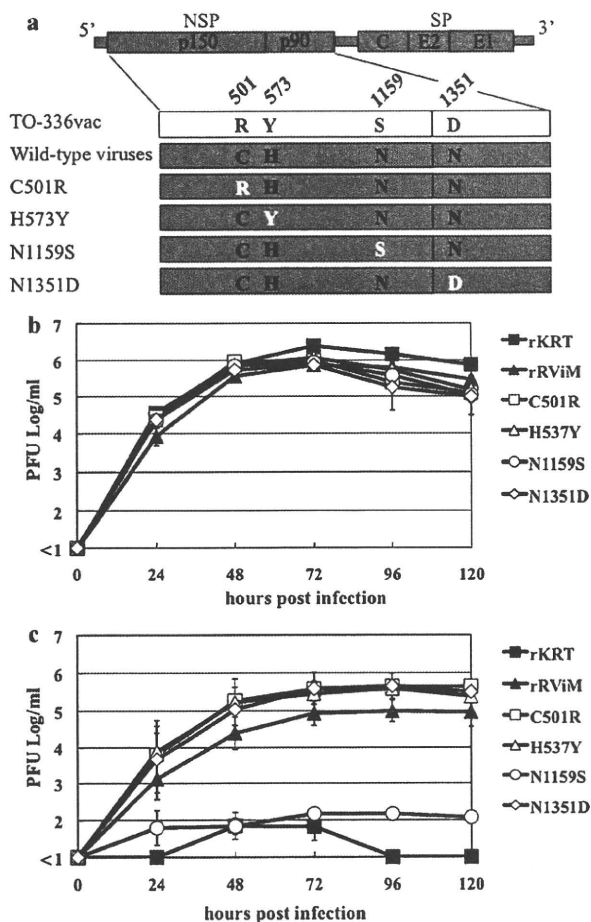 a
NSP SP
5’ p150 p90 C E2 E1 3’
501 573 1159 1351
TO-336vac R Y S D
Wild-type viruses C H N N
C501R R H N N
H573Y C Y N N
N1159S C H S N
N1351D C H N D
b
7
6
5
4
3
2
<1
PFU Log/ml
0 24 48 72 96 120
hours post infection
rKRT
rRViM
C501R
H537Y
N1159S
N1351D
c
7
6
5
4
3
2
<1
PFU Log/ml
0 24 48 72 96 120
hours post infection
rKRT
rRViM
C501R
H537Y
N1159S
N1351D